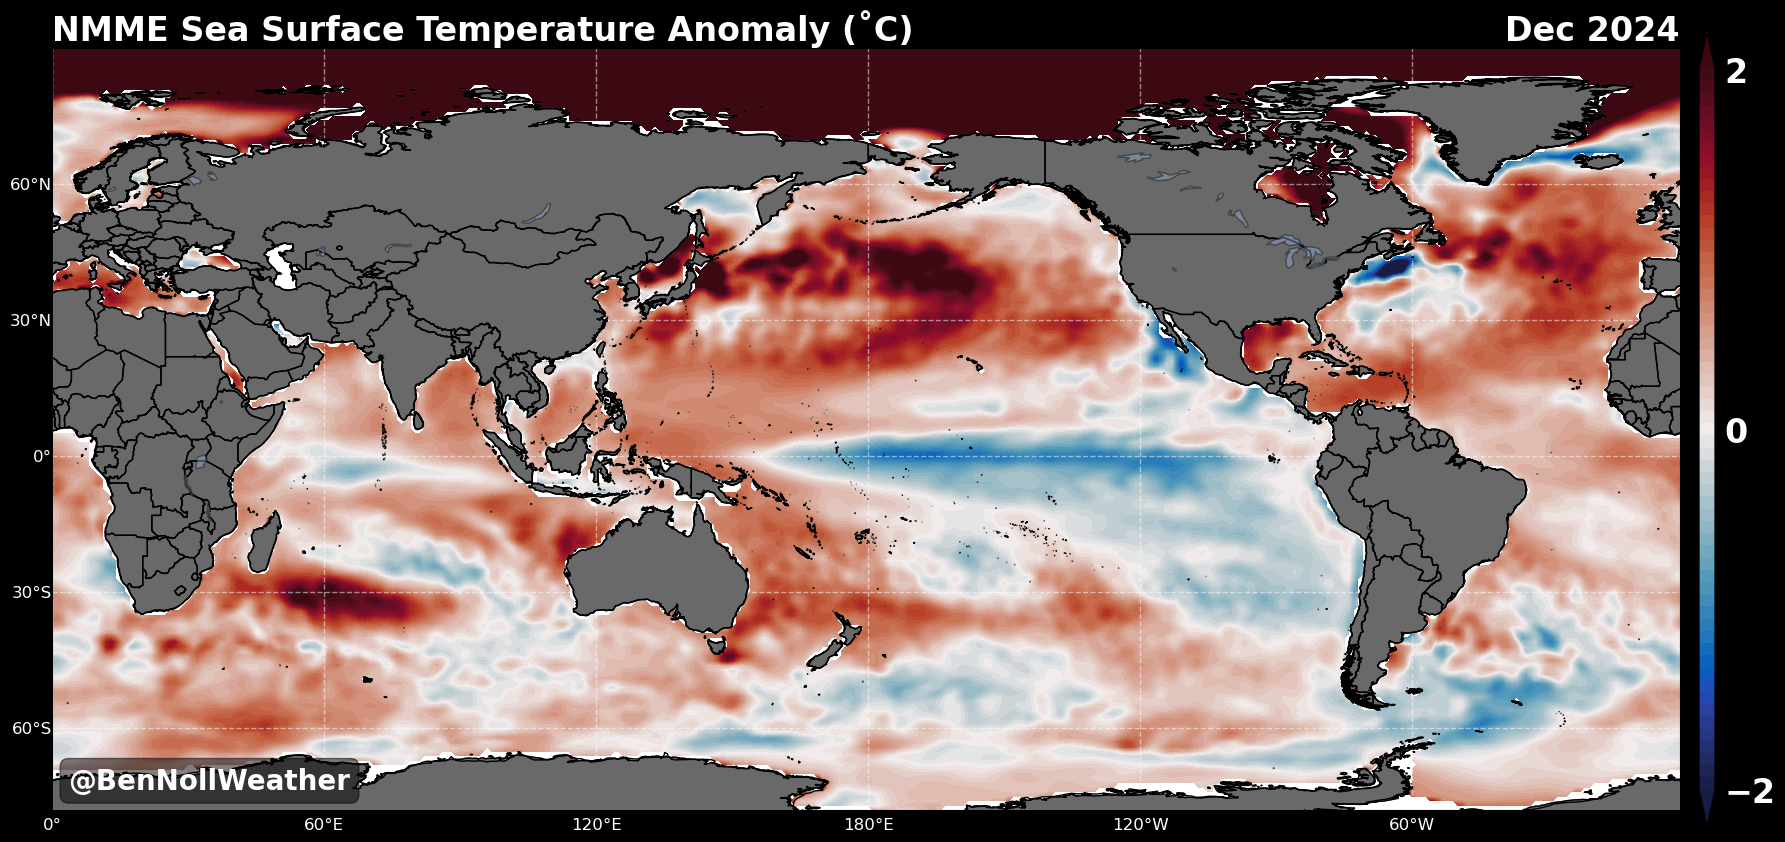 NMME Sea Surface Temperature Anomaly (˚C)
Dec 2024
2
60°N
30°N
0
0°
30°S
60°S
@BenNollWeather
−2
0°
60°E
120°E
180°E
120°W
60°W